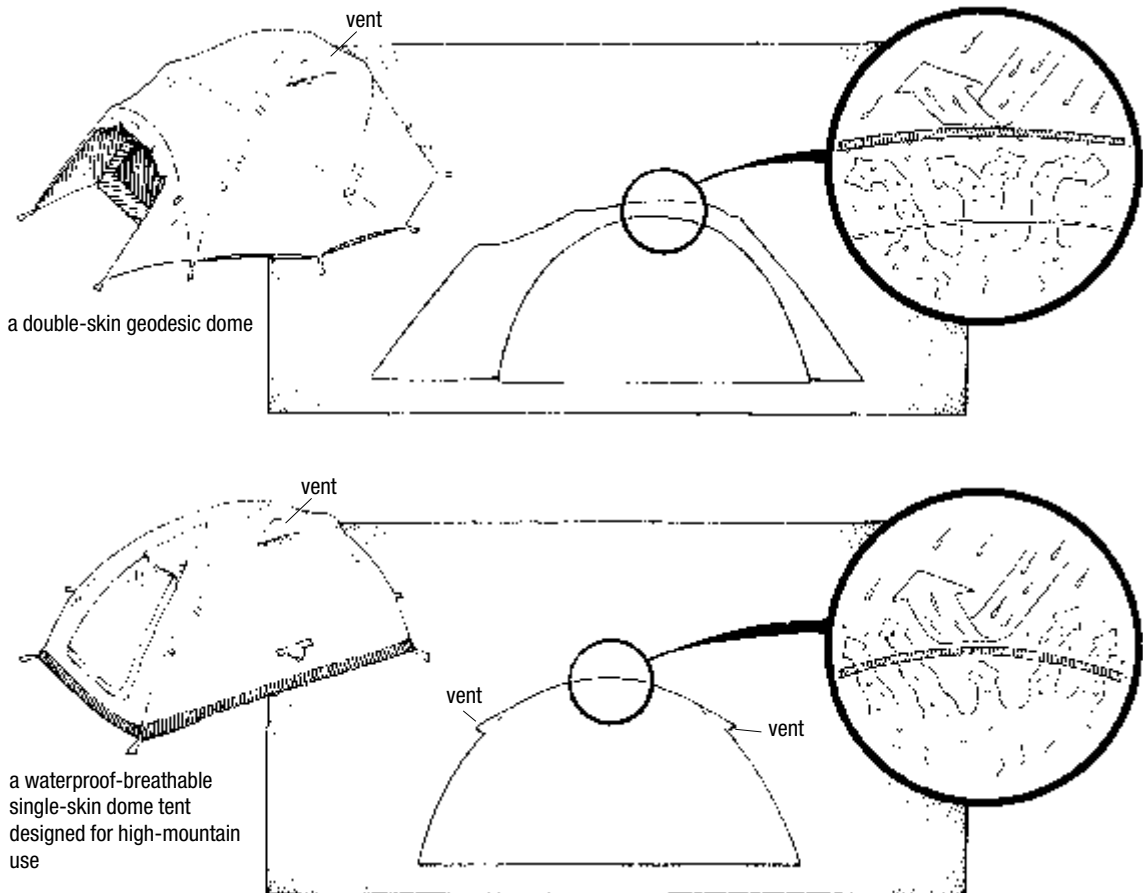 vent
a double-skin geodesic dome
vent
vent
vent
a waterproof-breathable
single-skin dome tent
designed for high-mountain
use